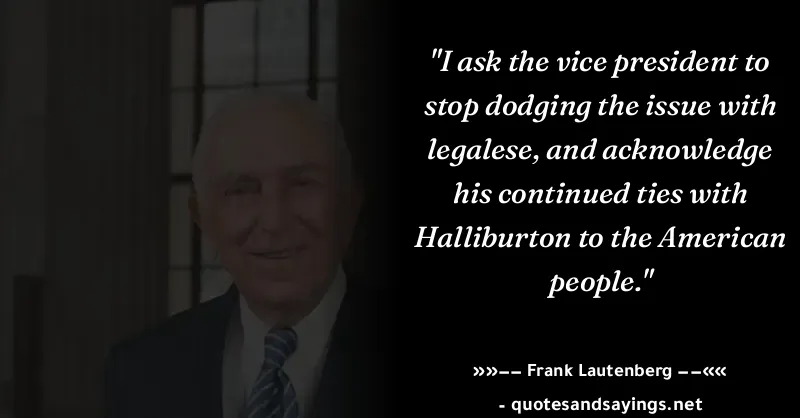 "I ask the vice president to
stop dodging the issue with
legalese, and acknowledge
his continued ties with
Halliburton to the American
people."
»»−− Frank Lautenberg −−««
- quotesandsayings.net